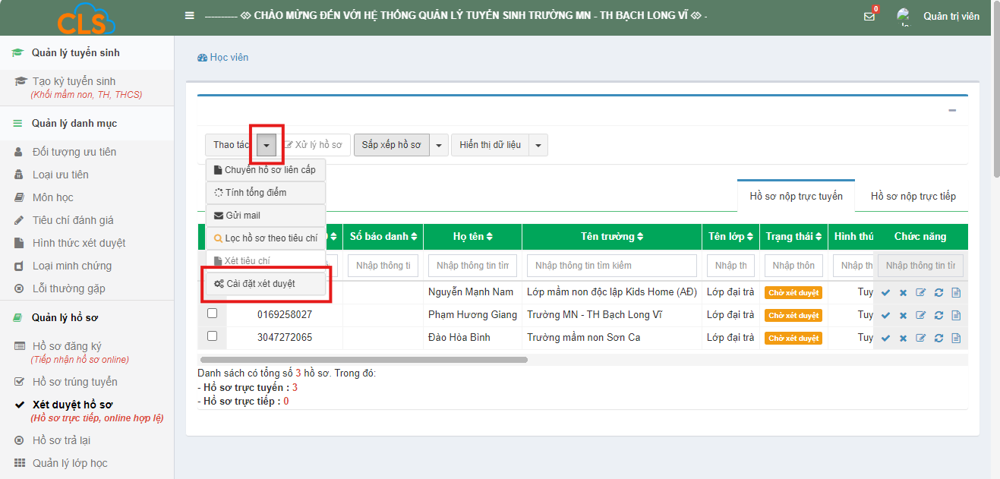 CLS
---------- CHÀO MỪNG ĐẾN VỚI HỆ THỐNG QUẢN LÝ TUYỂN SINH TRƯỜNG MN - TH BẠCH LONG VĨ -
0
Quản trị viên
Quản lý tuyển sinh
Tạo kỳ tuyển sinh
(Khối mầm non, TH, THCS)
Quản lý danh mục
Đối tượng ưu tiên
Loại ưu tiên
Môn học
Tiêu chí đánh giá
Hình thức xét duyệt
Loại minh chứng
Lỗi thường gặp
Quản lý hồ sơ
Hồ sơ đăng ký
(Tiếp nhận hồ sơ online)
Hồ sơ trúng tuyển
Xét duyệt hồ sơ
(Hồ sơ trực tiếp, online hợp lệ)
Hồ sơ trả lại
Quản lý lớp học
Học viên
Thao tác Xử lý hồ sơ Sắp xếp hồ sơ Hiển thị dữ liệu
Chuyển hồ sơ liên cấp
Tính tổng điểm
Gửi mail
Lọc hồ sơ theo tiêu chí
Xét tiêu chí
Cài đặt xét duyệt
Hồ sơ nộp trực tuyến Hồ sơ nộp trực tiếp
Số báo danh Họ tên Tên trường Tên lớp Trạng thái Hình thú Chức năng
Nhập thông ti Nhập thông tin tìm Nhập thông tin tìm kiếm Nhập th Nhập thôn Nhập th Nhập thông tin tìr
Nguyễn Mạnh Nam Lớp mầm non độc lập Kids Home (AĐ) Lớp đại trà Chờ xét duyệt Tuy
0169258027 Phạm Hương Giang Trường MN - TH Bạch Long Vĩ Lớp đại trà Chờ xét duyệt Tuy
3047272065 Đào Hòa Bình Trường mầm non Sơn Ca Lớp đại trà Chờ xét duyệt Tuy
Danh sách có tổng số 3 hồ sơ. Trong đó:
- Hồ sơ trực tuyến : 3
- Hồ sơ trực tiếp : 0